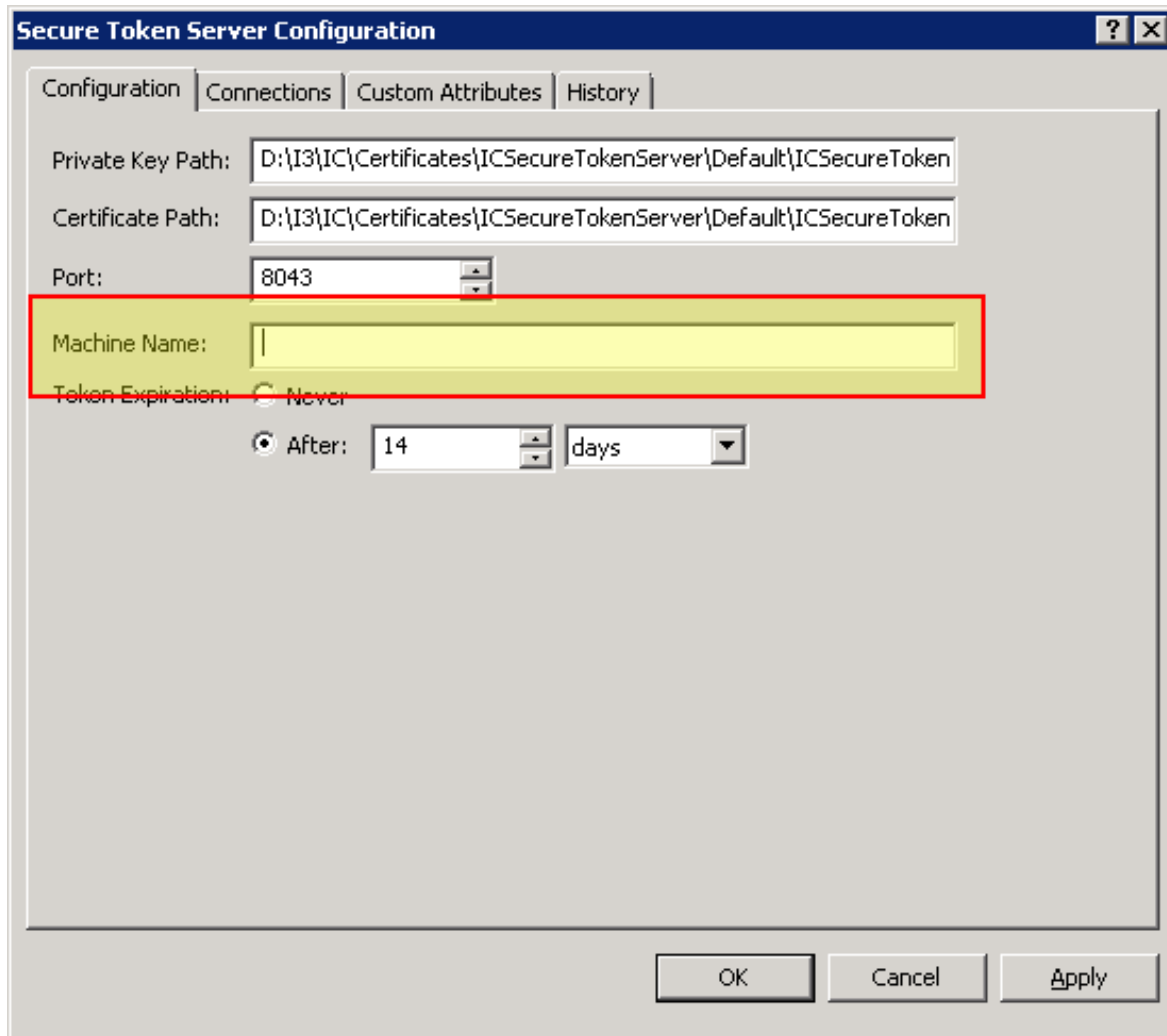 Secure Token Server Configuration
Configuration Connections Custom Attributes History
Private Key Path: D:\I3\IC\Certificates\ICSecureTokenServer\Default\ICSecureToken
Certificate Path: D:\I3\IC\Certificates\ICSecureTokenServer\Default\ICSecureToken
Port: 8043
Machine Name:
Token Expiration: Never
After: 14 days
OK Cancel Apply